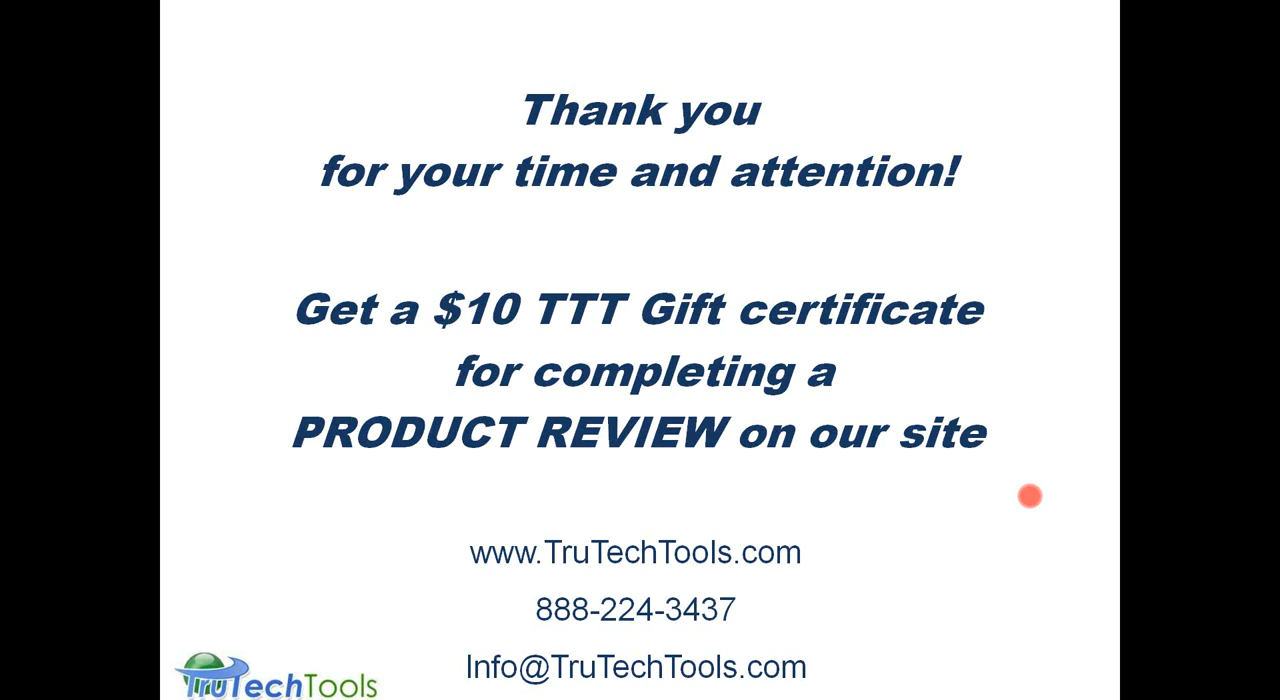 Thank you
for your time and attention!
Get a $10 TTT Gift certificate
for completing a
PRODUCT REVIEW on our site
www.TruTechTools.com
888-224-3437
Info@TruTechTools.com
TruTechTools